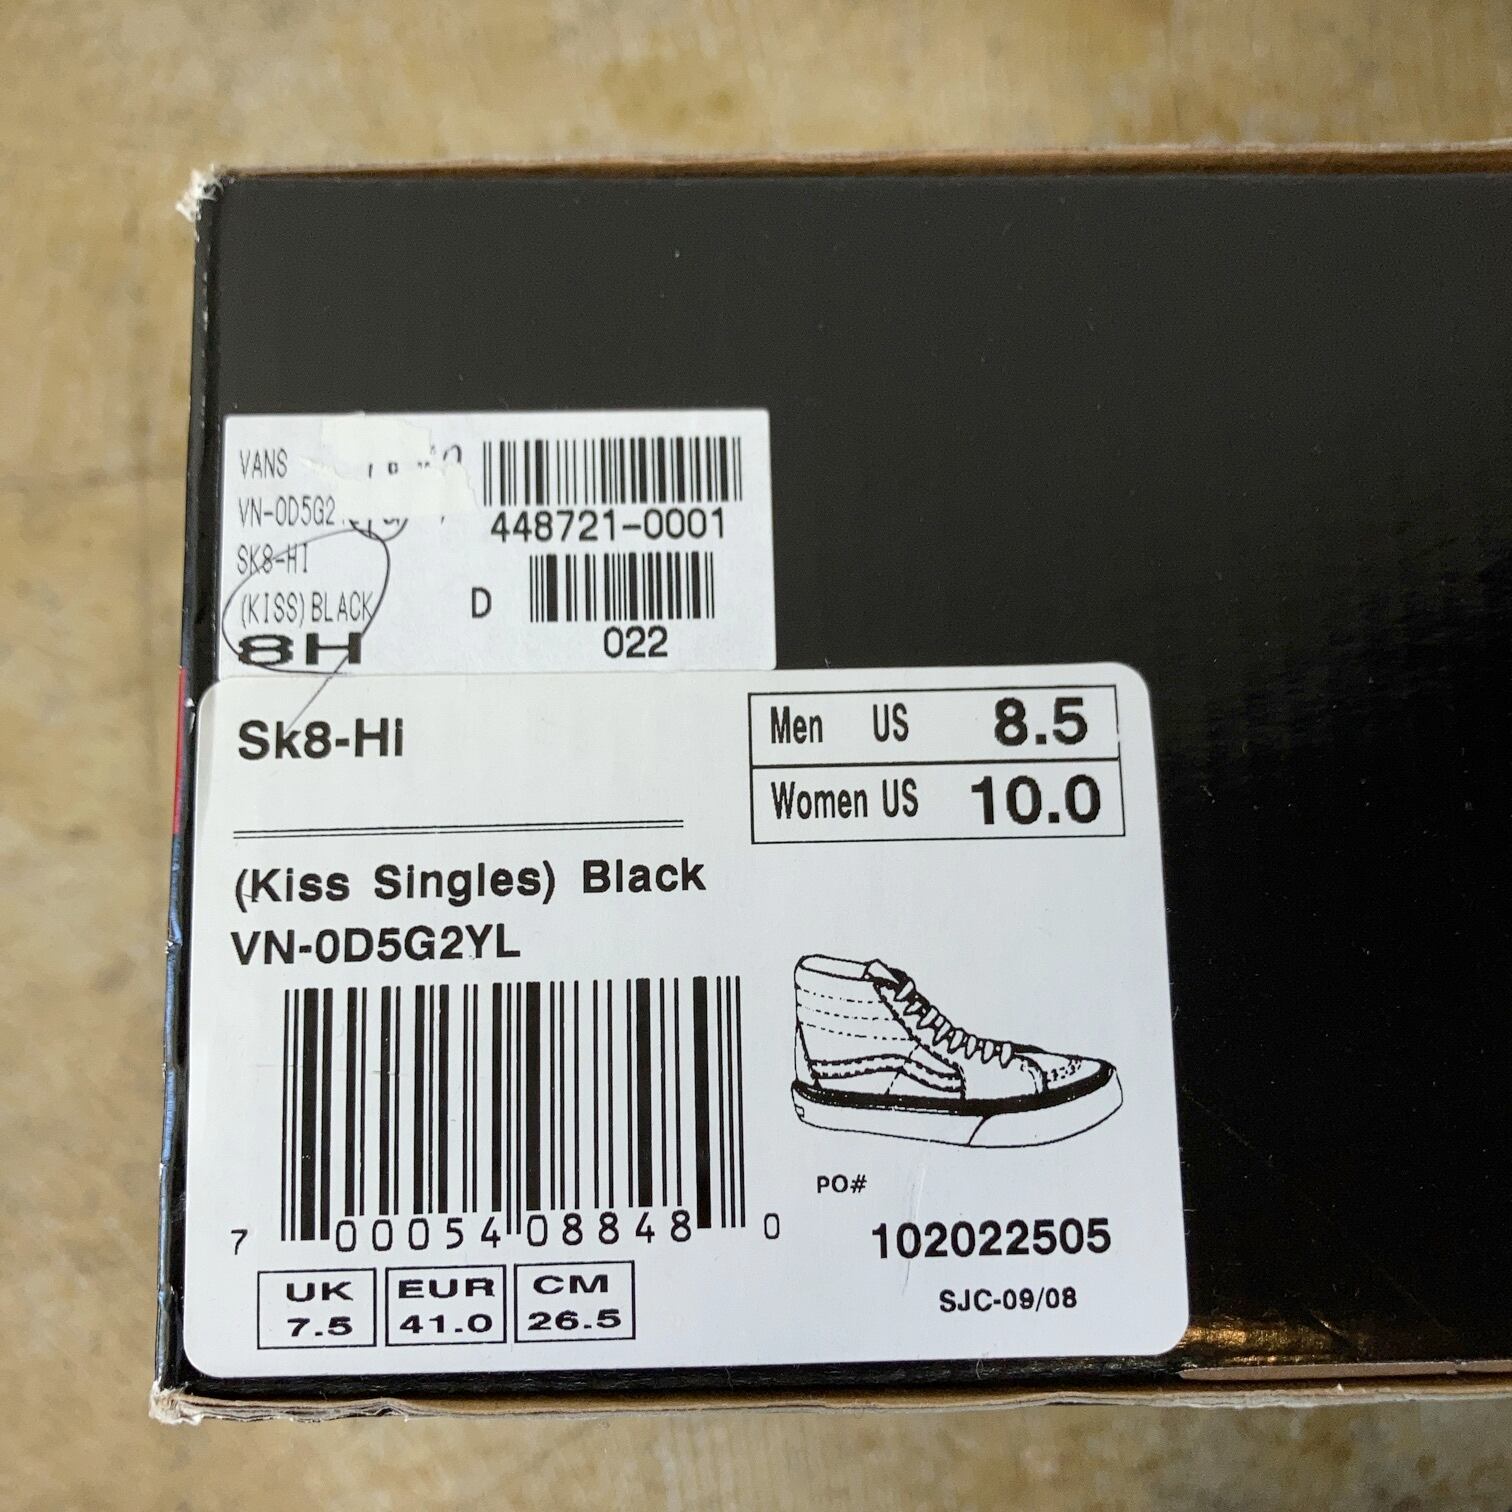 VANS
VN-0D5G2
SK8-HI
(KISS)BLACK
8H
448721-0001
D
022
Sk8-Hi
Men US 8.5
Women US 10.0
(Kiss Singles) Black
VN-0D5G2YL
7 00054 08848 0
PO#
102022505
SJC-09/08
UK EUR CM
7.5 41.0 26.5